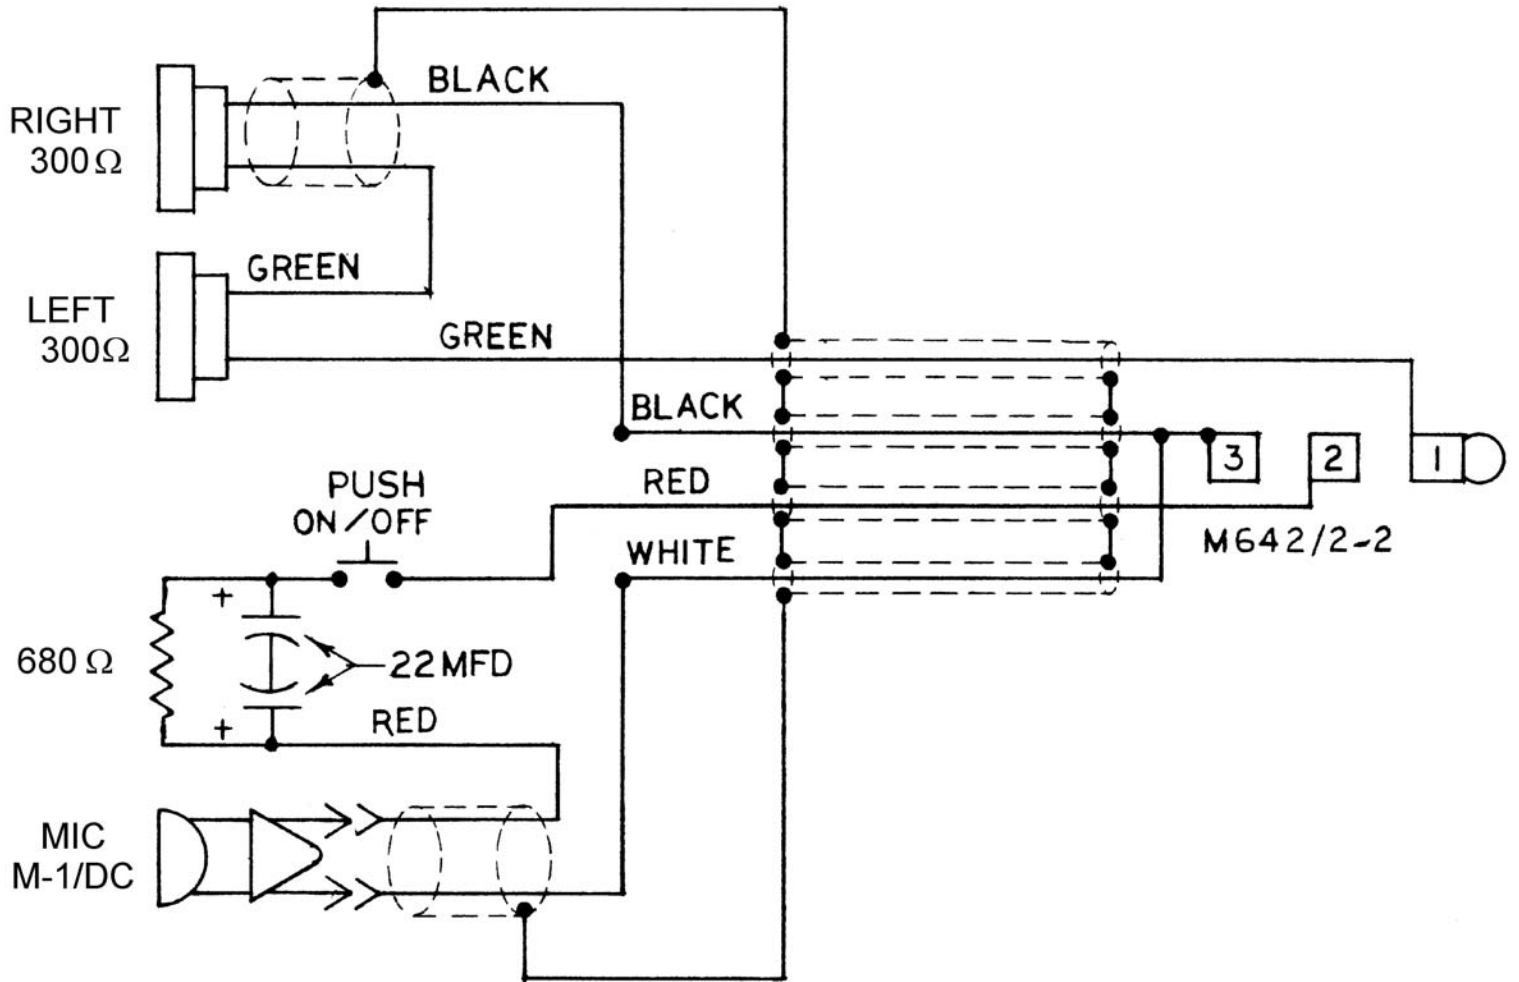 BLACK
RIGHT
300Ω
GREEN
LEFT
300Ω
GREEN
BLACK
3 2 1
RED
PUSH
ON/OFF
M642/2-2
WHITE
+
680 Ω
22MFD
+
RED
MIC
M-1/DC